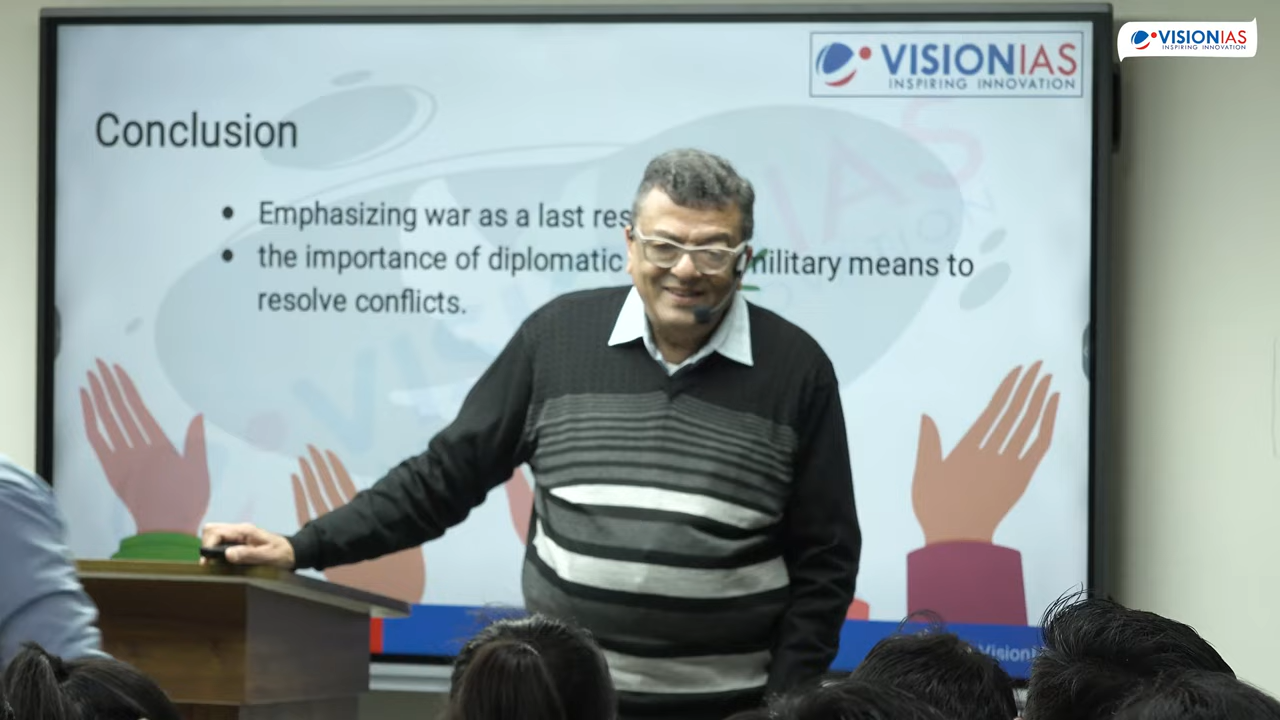 VISIONIAS
INSPIRING INNOVATION
VISIONIAS
INSPIRING INNOVATION
Conclusion
• Emphasizing war as a last res
• the importance of diplomatic military means to
resolve conflicts.
Visioni